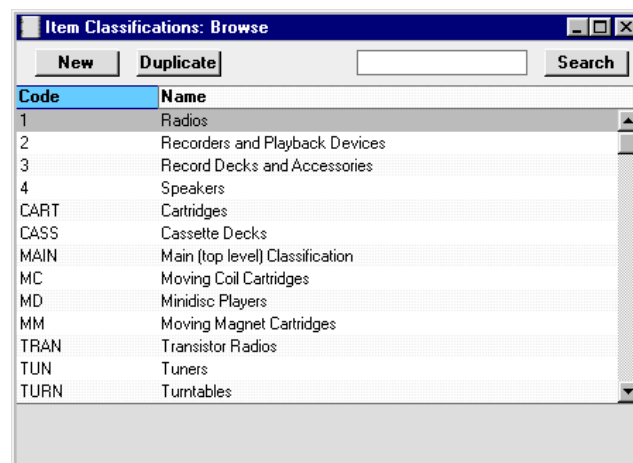 Item Classifications: Browse
New Duplicate Search
Code Name
1 Radios
2 Recorders and Playback Devices
3 Record Decks and Accessories
4 Speakers
CART Cartridges
CASS Cassette Decks
MAIN Main (top level) Classification
MC Moving Coil Cartridges
MD Minidisc Players
MM Moving Magnet Cartridges
TRAN Transistor Radios
TUN Tuners
TURN Turntables